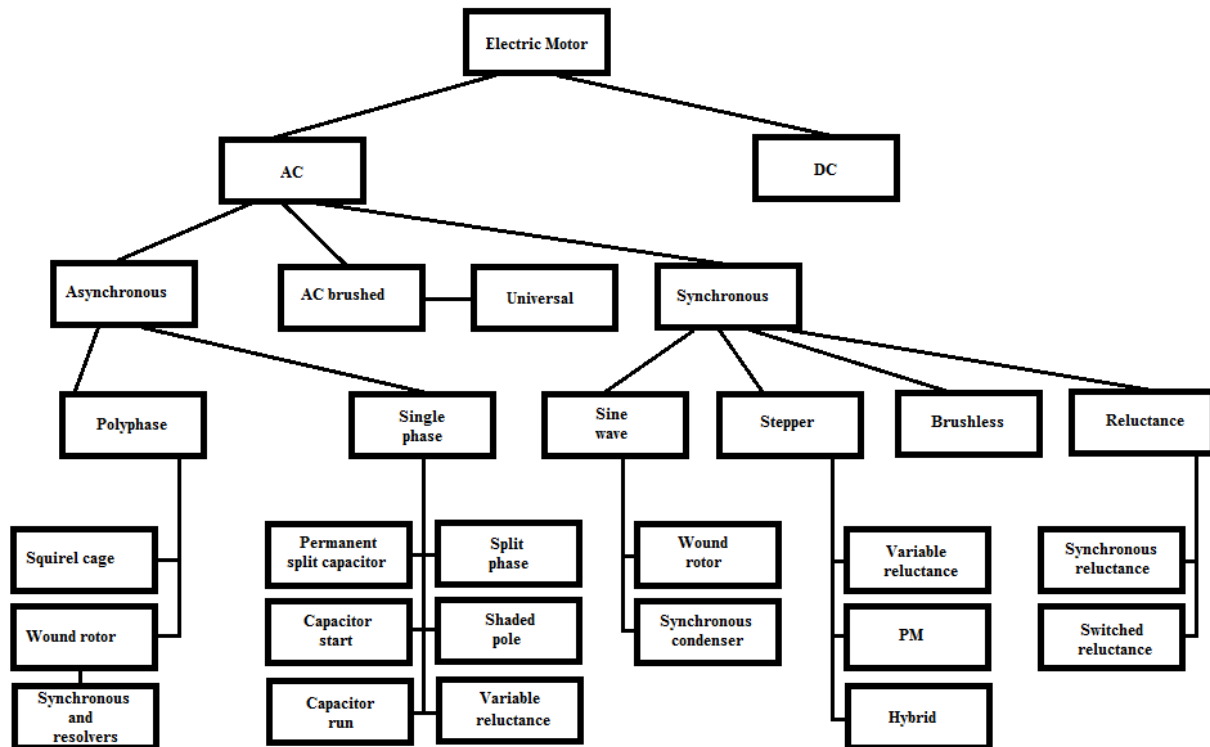 Electric Motor
AC
DC
Asynchronous
AC brushed
Universal
Synchronous
Polyphase
Single
phase
Sine
wave
Stepper
Brushless
Reluctance
Squirel cage
Wound rotor
Synchronous
and
resolvers
Permanent
split capacitor
Split
phase
Capacitor
start
Shaded
pole
Capacitor
run
Variable
reluctance
Wound
rotor
Synchronous
condenser
Variable
reluctance
PM
Hybrid
Synchronous
reluctance
Switched
reluctance